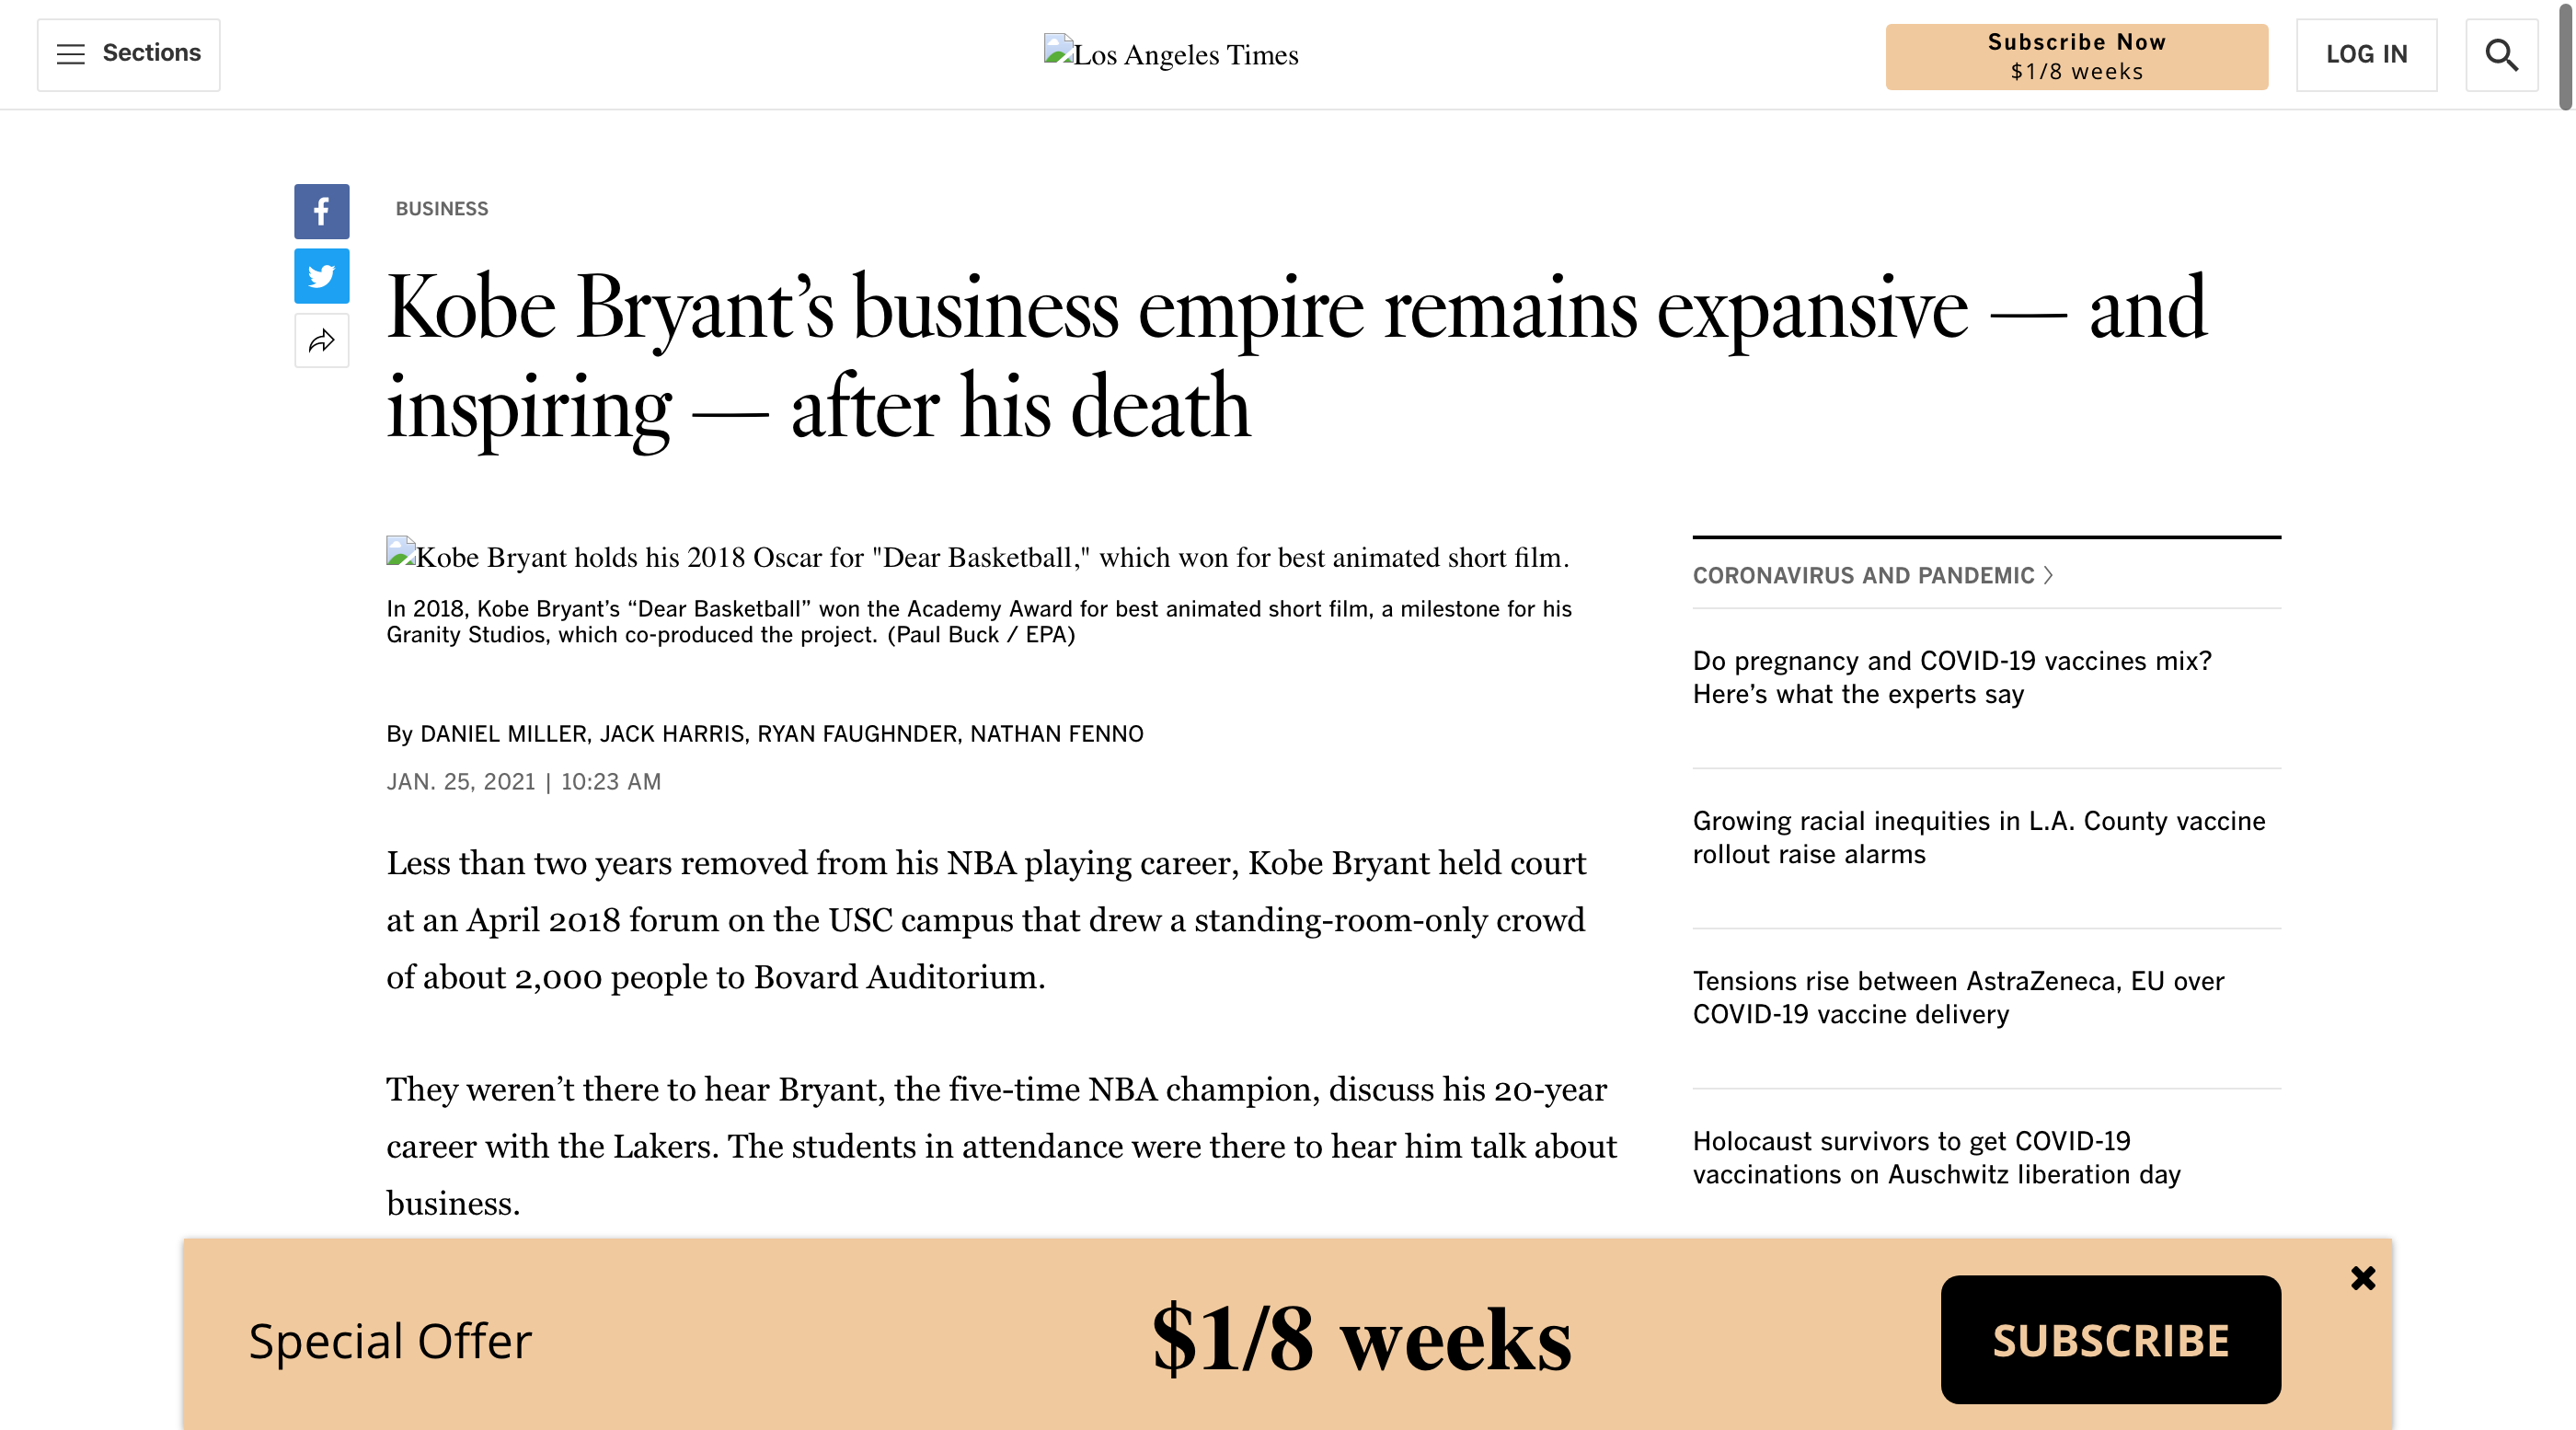 Sections
Los Angeles Times
Subscribe Now
$1/8 weeks
LOG IN
BUSINESS
Kobe Bryant’s business empire remains expansive — and
inspiring — after his death
Kobe Bryant holds his 2018 Oscar for "Dear Basketball," which won for best animated short film.
In 2018, Kobe Bryant’s “Dear Basketball” won the Academy Award for best animated short film, a milestone for his
Granity Studios, which co-produced the project. (Paul Buck / EPA)
By DANIEL MILLER, JACK HARRIS, RYAN FAUGHNDER, NATHAN FENNO
JAN. 25, 2021 | 10:23 AM
Less than two years removed from his NBA playing career, Kobe Bryant held court
at an April 2018 forum on the USC campus that drew a standing-room-only crowd
of about 2,000 people to Bovard Auditorium.
They weren’t there to hear Bryant, the five-time NBA champion, discuss his 20-year
career with the Lakers. The students in attendance were there to hear him talk about
business.
CORONAVIRUS AND PANDEMIC
Do pregnancy and COVID-19 vaccines mix?
Here’s what the experts say
Growing racial inequities in L.A. County vaccine
rollout raise alarms
Tensions rise between AstraZeneca, EU over
COVID-19 vaccine delivery
Holocaust survivors to get COVID-19
vaccinations on Auschwitz liberation day
Special Offer
$1/8 weeks
SUBSCRIBE